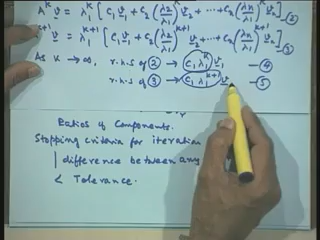 A^k v = λ₁^k [ C₁ v₁ + C₂ (λ₂/λ₁)^k v₂ + ··· + Cₙ (λₙ/λ₁)^k vₙ ] —②
v = λ₁^{k+1} [ C₁ v₁ + C₂ (λ₂/λ₁)^{k+1} v₂ + ·· + Cₙ (λₙ/λ₁)^{k+1} vₙ ] —③
As K → ∞, r.h.s of ② → (C₁ λ₁^k) v₁ —④
r.h.s of ③ → (C₁ λ₁^{k+1}) v —⑤
Ratios of Components.
Stopping criteria for iteration
| difference between any
< Tolerance.